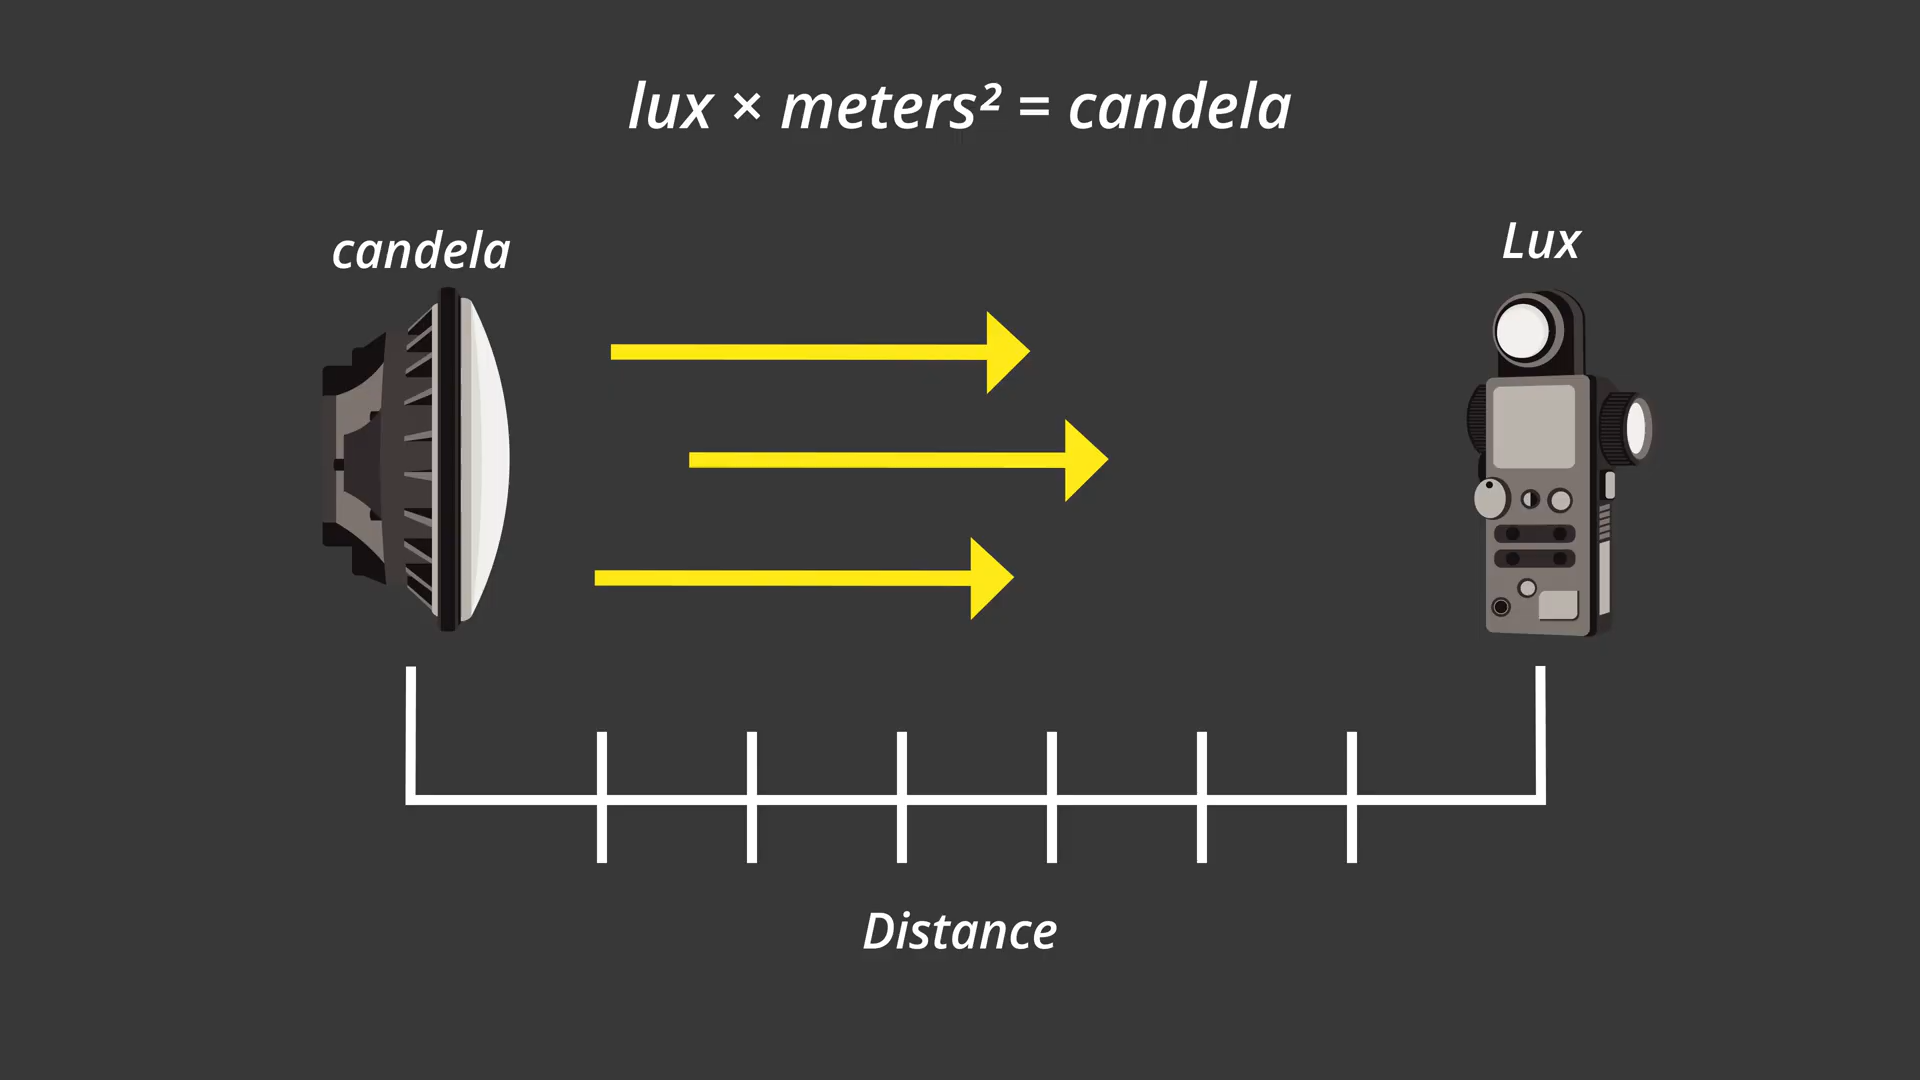 lux × meters² = candela
candela
Lux
Distance